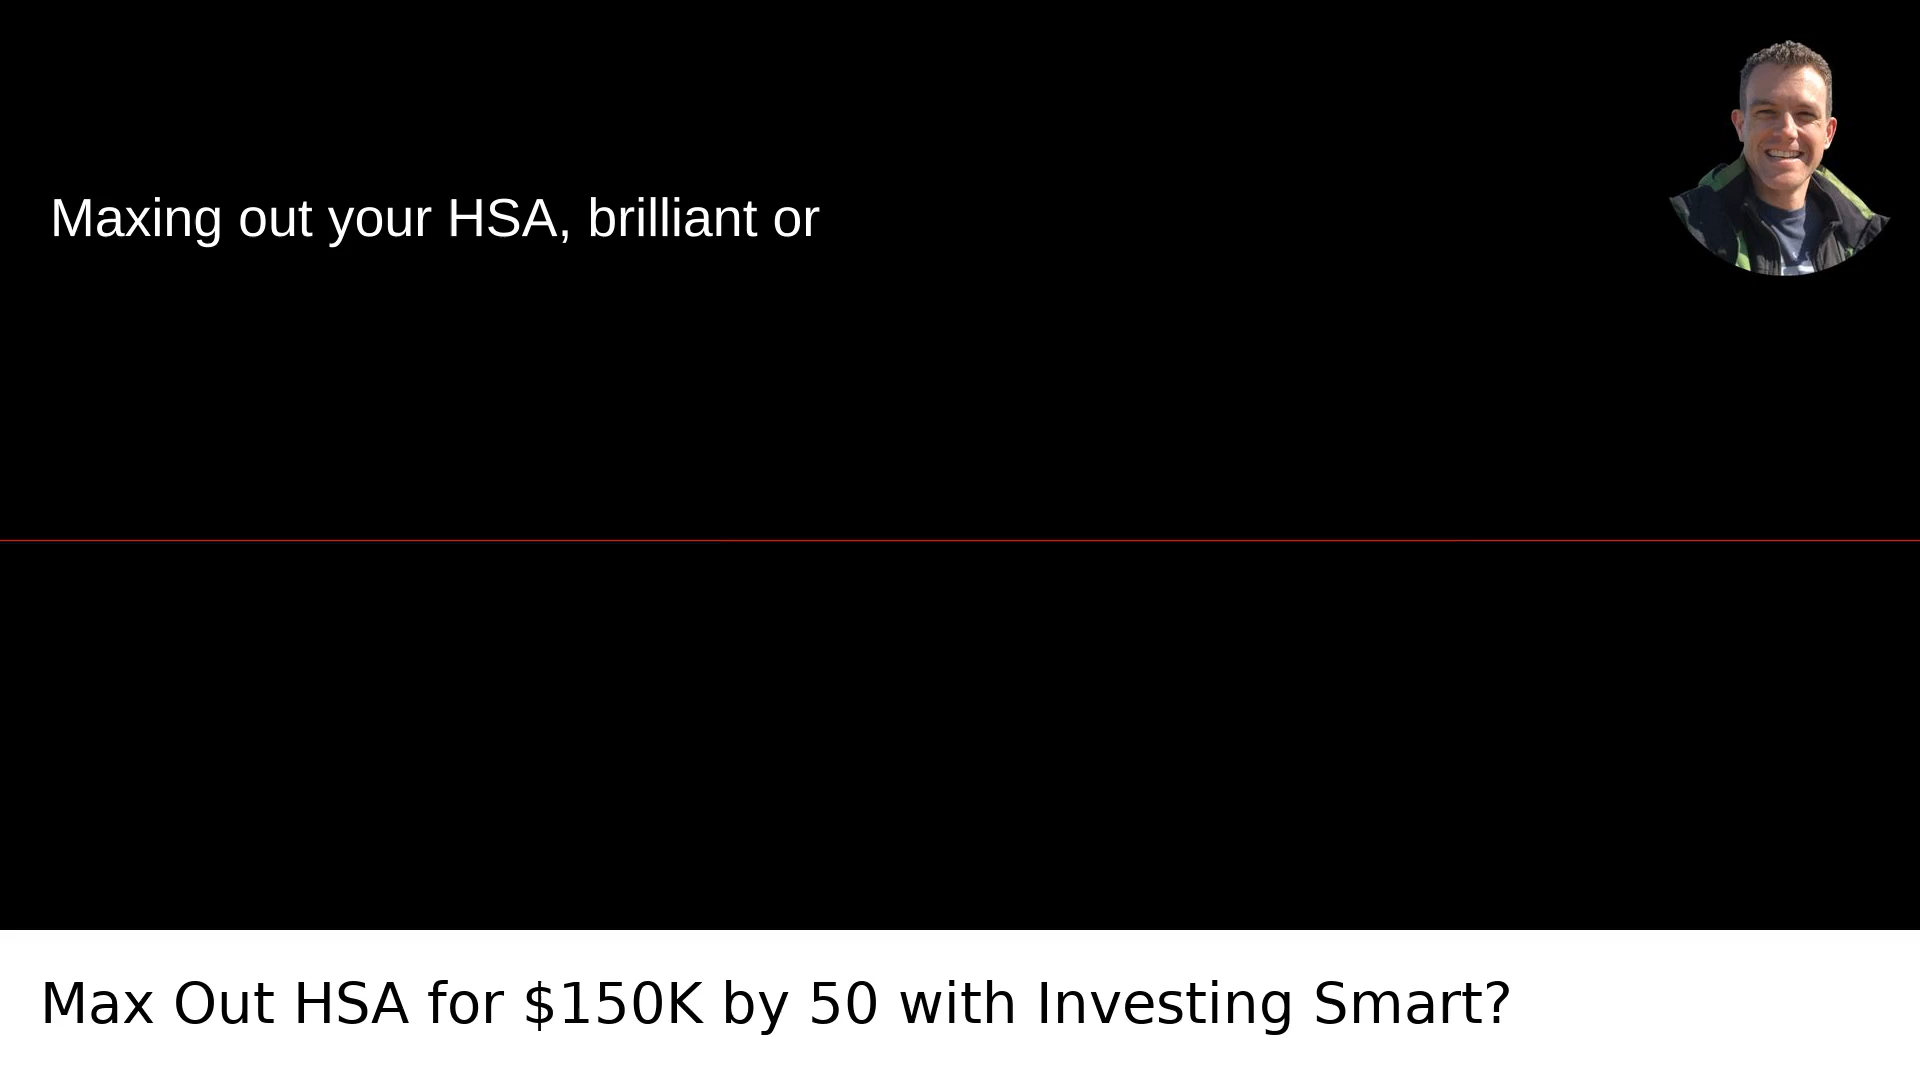 Maxing out your HSA, brilliant or
Max Out HSA for $150K by 50 with Investing Smart?